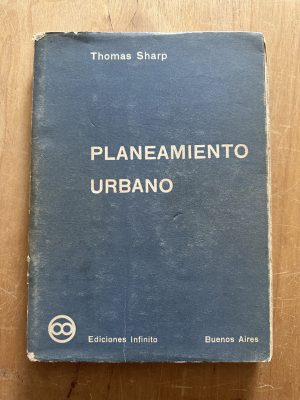 Thomas Sharp
PLANEAMIENTO
URBANO
Ediciones Infinito Buenos Aires